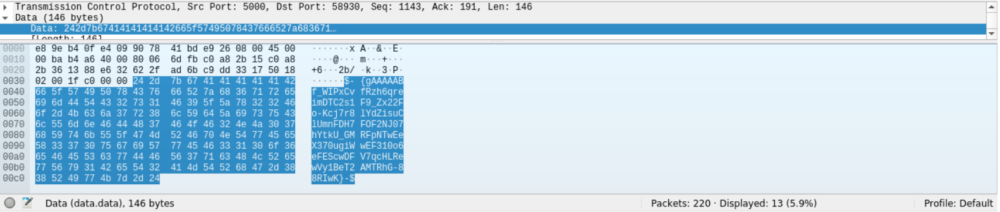 Transmission Control Protocol, Src Port: 5000, Dst Port: 58930, Seq: 1143, Ack: 191, Len: 146
Data (146 bytes)
Data: 242d7b67414141414142665f57495078437666527a683671…
[Length: 146]
0000 e8 9e b4 0f e4 09 90 78 41 bd e9 26 08 00 45 00 ·······x A··&··E·
0010 00 ba b4 a6 40 00 80 06 6d fb c0 a8 2b 15 c0 a8 ····@··· m···+···
0020 2b 36 13 88 e6 32 62 2f ad 6b c9 dd 33 17 50 18 +6···2b/ ·k··3·P·
0030 02 00 1f c0 00 00 24 2d 7b 67 41 41 41 41 41 42 ······$- {gAAAAAB
0040 66 5f 57 49 50 78 43 76 66 52 7a 68 36 71 72 65 f_WIPxCv fRzh6qre
0050 69 6d 44 54 43 32 73 31 46 39 5f 5a 78 32 32 46 imDTC2s1 F9_Zx22F
0060 6f 2d 4b 63 6a 37 72 38 6c 59 64 5a 69 73 75 43 o-Kcj7r8 lYdZisuC
0070 6c 55 6d 6e 46 44 48 37 46 4f 46 32 4e 4a 30 37 lUmnFDH7 FOF2NJ07
0080 68 59 74 6b 55 5f 47 4d 52 46 70 4e 54 77 45 65 hYtkU_GM RFpNTwEe
0090 58 33 37 30 75 67 69 57 77 45 46 33 31 30 6f 36 X370ugiW wEF310o6
00a0 65 46 45 53 63 77 44 46 56 37 71 63 48 4c 52 65 eFEScwDF V7qcHLRe
00b0 77 56 79 31 42 65 54 32 41 4d 54 52 68 47 2d 38 wVy1BeT2 AMTRhG-8
00c0 38 52 49 77 4b 7d 2d 24 8RIwK}-$
Data (data.data), 146 bytes Packets: 220 · Displayed: 13 (5.9%) Profile: Default